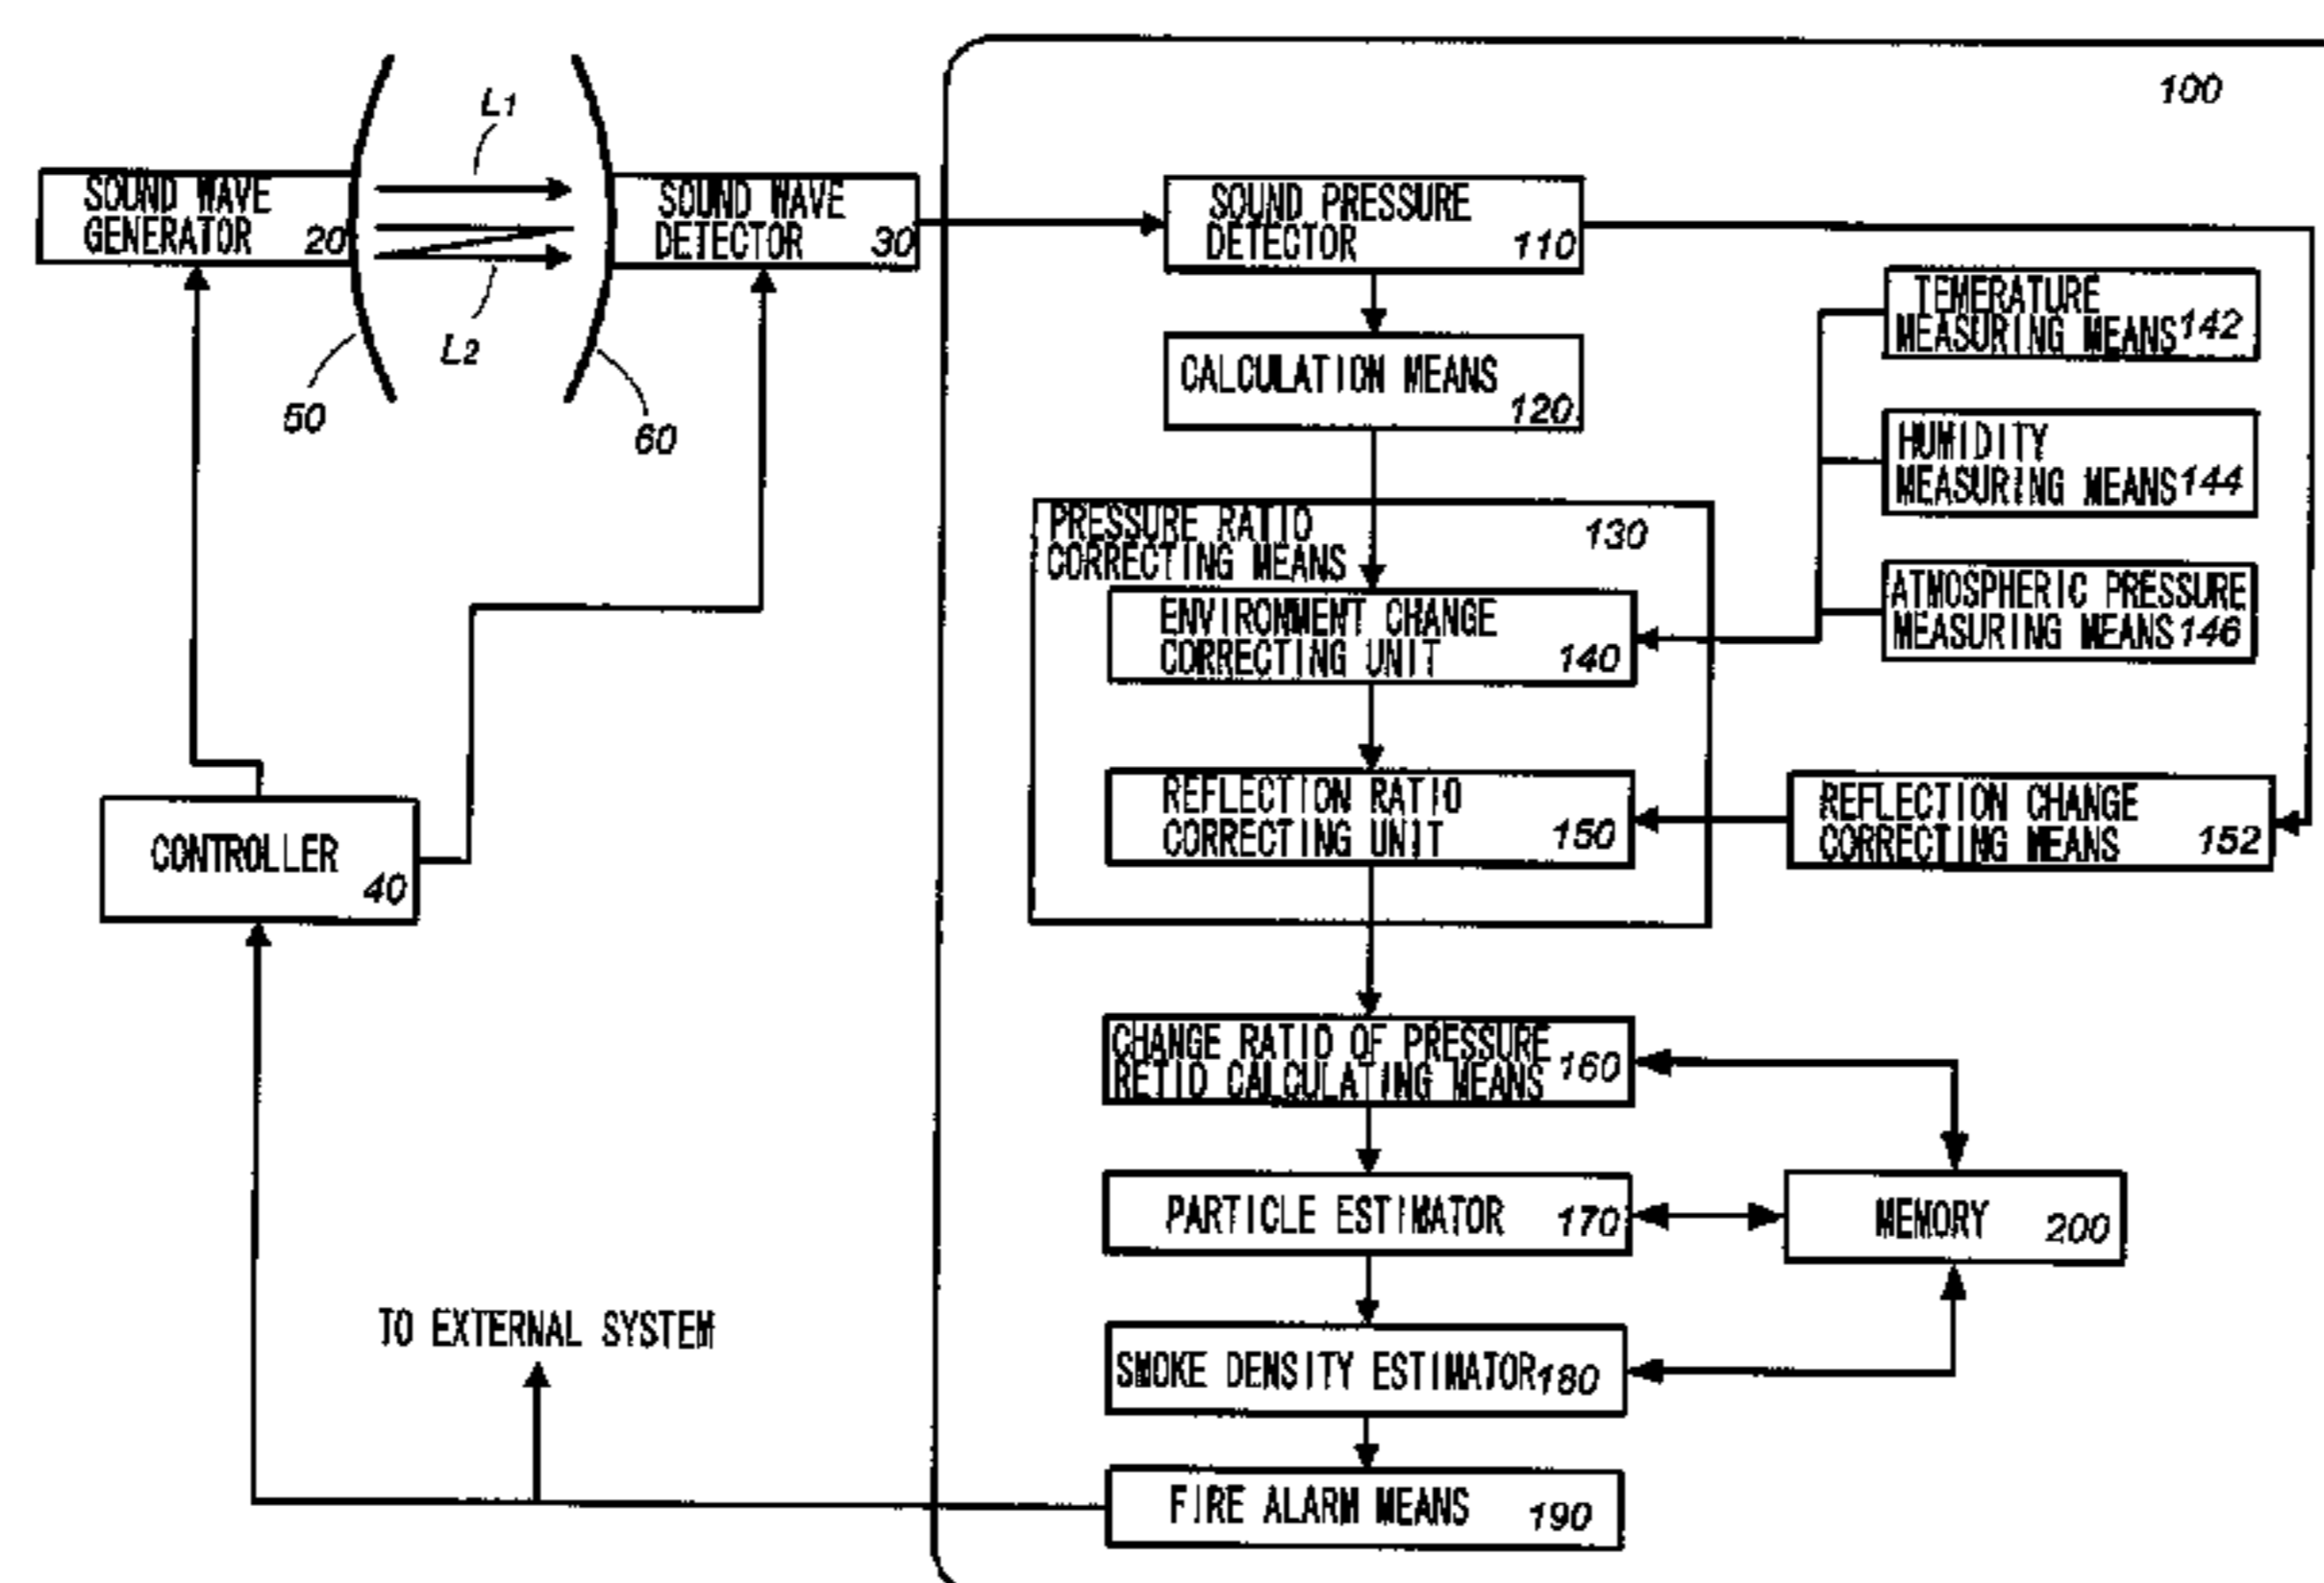 100
L1
SOUND WAVE
GENERATOR 20
SOUND WAVE
DETECTOR 30
SOUND PRESSURE
DETECTOR 110
TEMERATURE
MEASURING MEANS 142
L2
CALCULATION MEANS
120
50
60
HUMIDITY
MEASURING MEANS 144
PRESSURE RATIO
CORRECTING MEANS
130
ATMOSPHERIC PRESSURE
MEASURING MEANS 146
ENVIRONMENT CHANGE
CORRECTING UNIT 140
REFLECTION RATIO
CORRECTING UNIT 150
REFLECTION CHANGE
CORRECTING MEANS 152
CONTROLLER
40
CHANGE RATIO OF PRESSURE
RETIO CALCULATING MEANS 160
PARTICLE ESTIMATOR 170
MEMORY 200
TO EXTERNAL SYSTEM
SMOKE DENSITY ESTIMATOR 180
FIRE ALARM MEANS 190